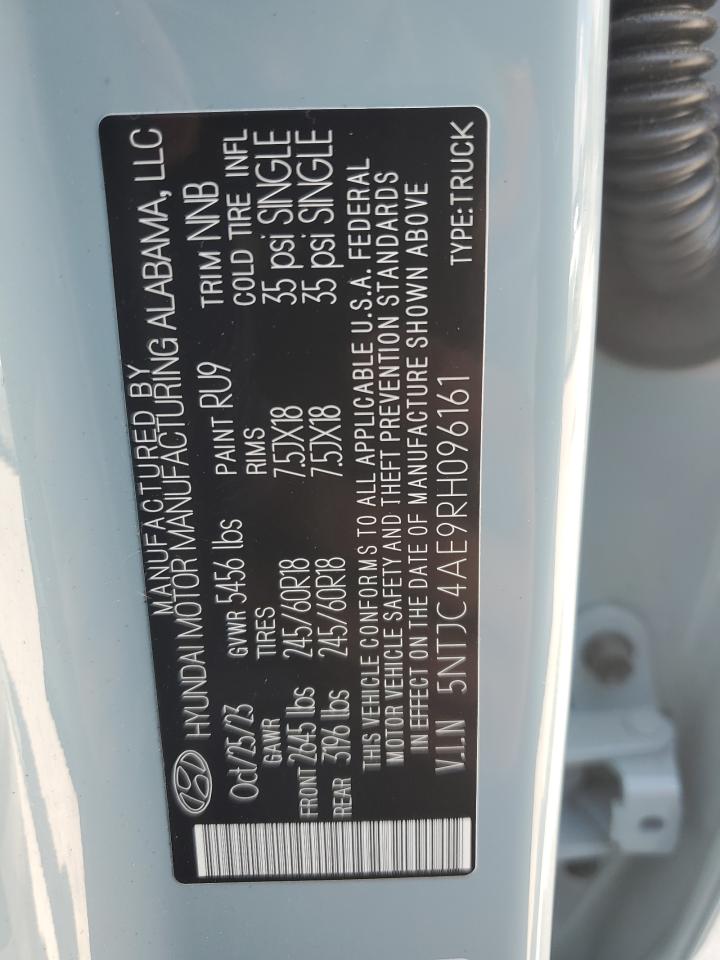 MANUFACTURED BY
HYUNDAI MOTOR MANUFACTURING ALABAMA, LLC
Oct/25/23 GVWR 5456 lbs PAINT RU9 TRIM NNB
GAWR TIRES RIMS COLD TIRE INFL
FRONT 2645 lbs 245/60R18 7.5JX18 35 psi SINGLE
REAR 3196 lbs 245/60R18 7.5JX18 35 psi SINGLE
THIS VEHICLE CONFORMS TO ALL APPLICABLE U.S.A. FEDERAL
MOTOR VEHICLE SAFETY AND THEFT PREVENTION STANDARDS
IN EFFECT ON THE DATE OF MANUFACTURE SHOWN ABOVE
V.I.N 5NTJC4AE9RH096161 TYPE:TRUCK